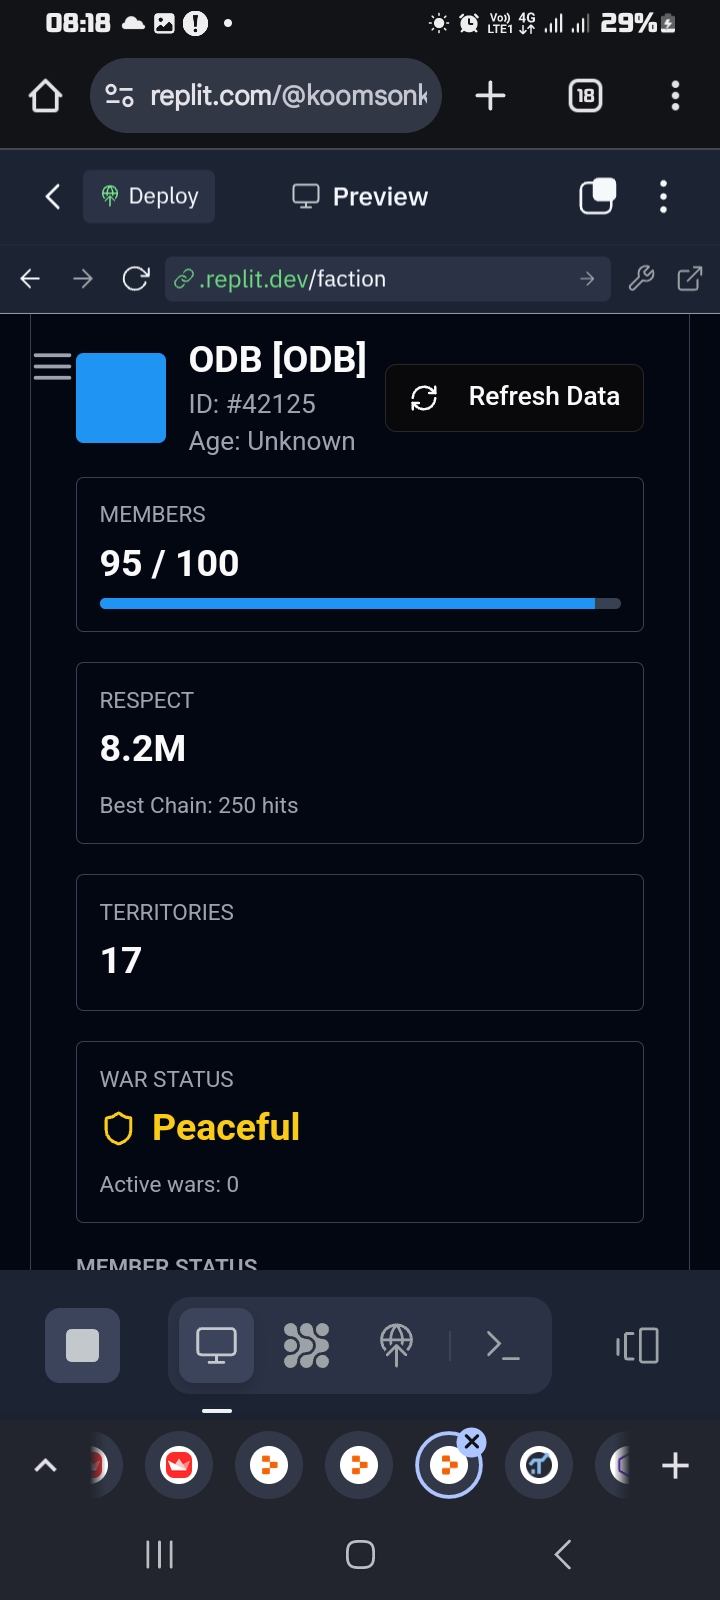 08:18
Vo)) LTE1 4G 29%
replit.com/@koomsonk
18
Deploy
Preview
.replit.dev/faction
ODB [ODB]
ID: #42125
Age: Unknown
Refresh Data
MEMBERS
95 / 100
RESPECT
8.2M
Best Chain: 250 hits
TERRITORIES
17
WAR STATUS
Peaceful
Active wars: 0
MEMBER STATUS